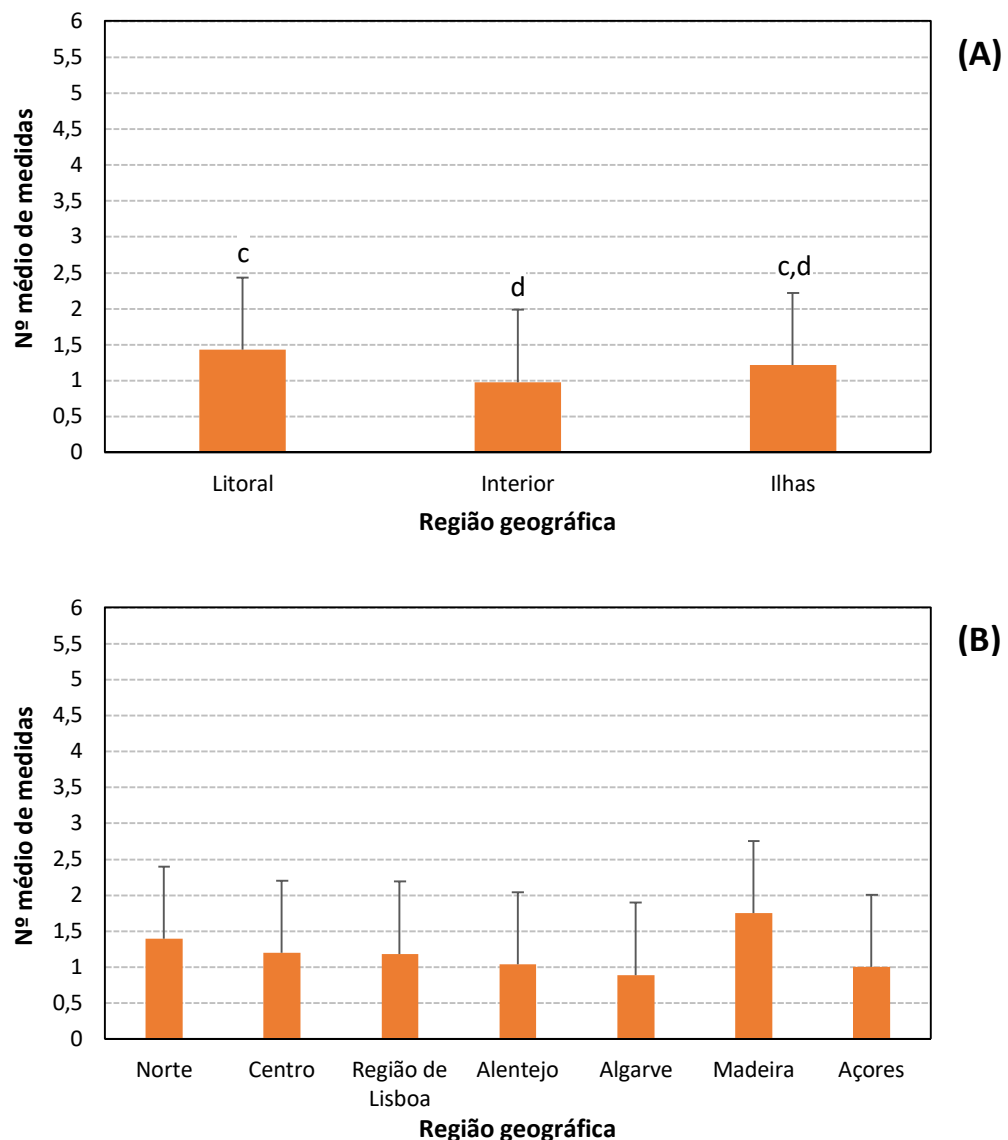 (A)
Nº médio de medidas
6
5,5
5
4,5
4
3,5
3
2,5
2
1,5
1
0,5
0
c
d
c,d
Litoral Interior Ilhas
Região geográfica
(B)
Nº médio de medidas
6
5,5
5
4,5
4
3,5
3
2,5
2
1,5
1
0,5
0
Norte Centro Região de Alentejo Algarve Madeira Açores
Lisboa
Região geográfica